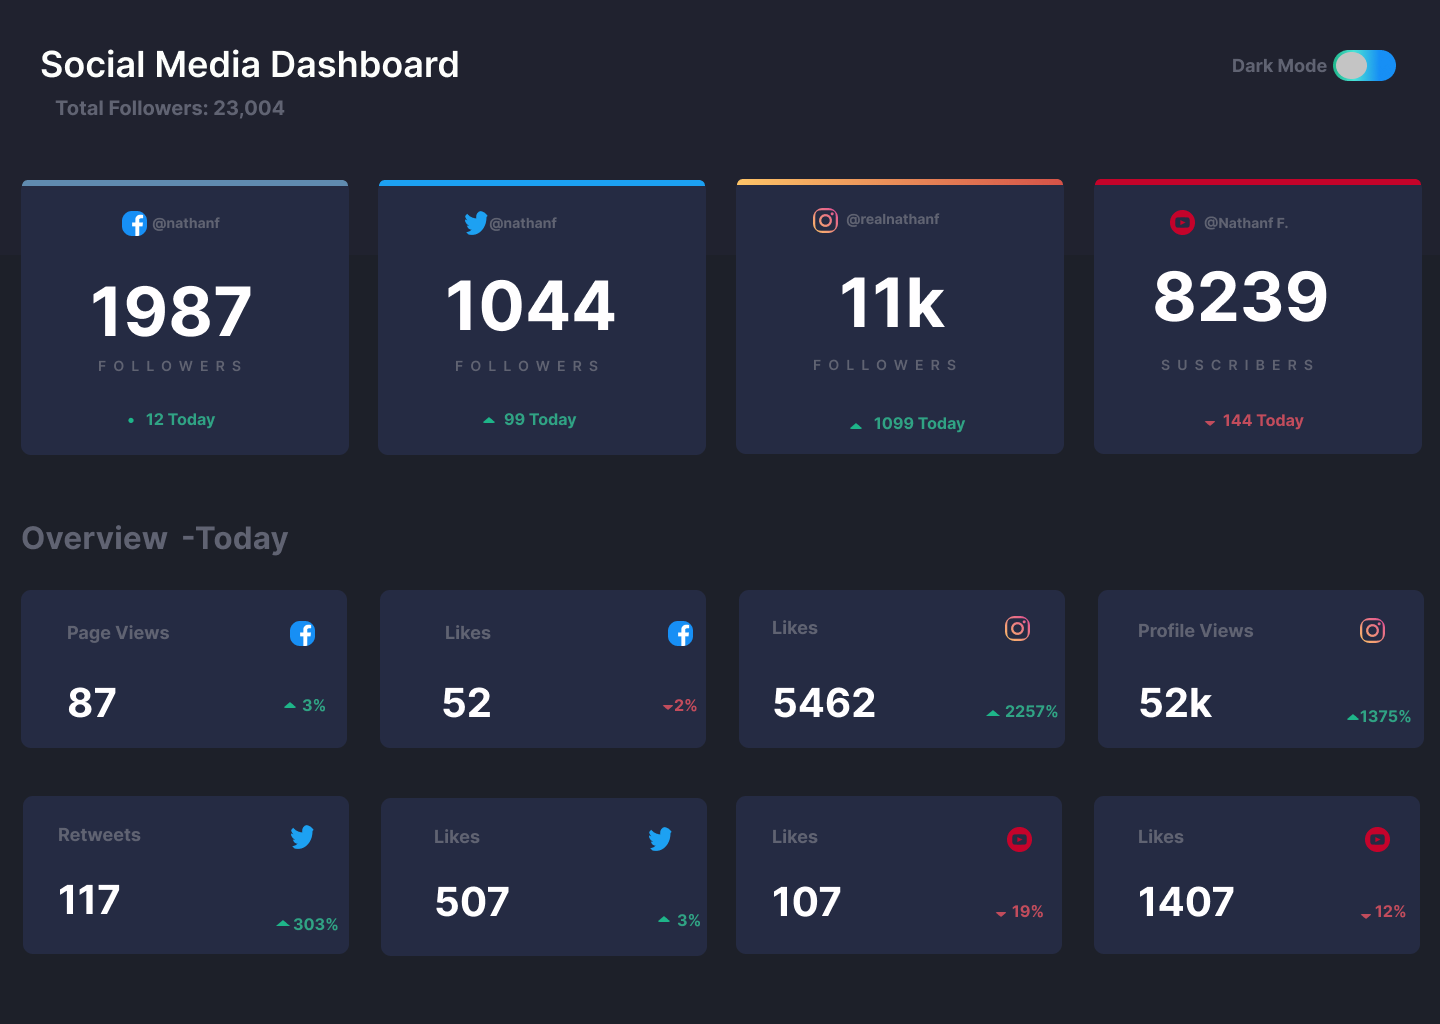 Social Media Dashboard
Dark Mode
Total Followers: 23,004
@nathanf
1987
FOLLOWERS
12 Today
@nathanf
1044
FOLLOWERS
99 Today
@realnathanf
11k
FOLLOWERS
1099 Today
@Nathanf F.
8239
SUSCRIBERS
144 Today
Overview -Today
Page Views
87
3%
Likes
52
2%
Likes
5462
2257%
Profile Views
52k
1375%
Retweets
117
303%
Likes
507
3%
Likes
107
19%
Likes
1407
12%